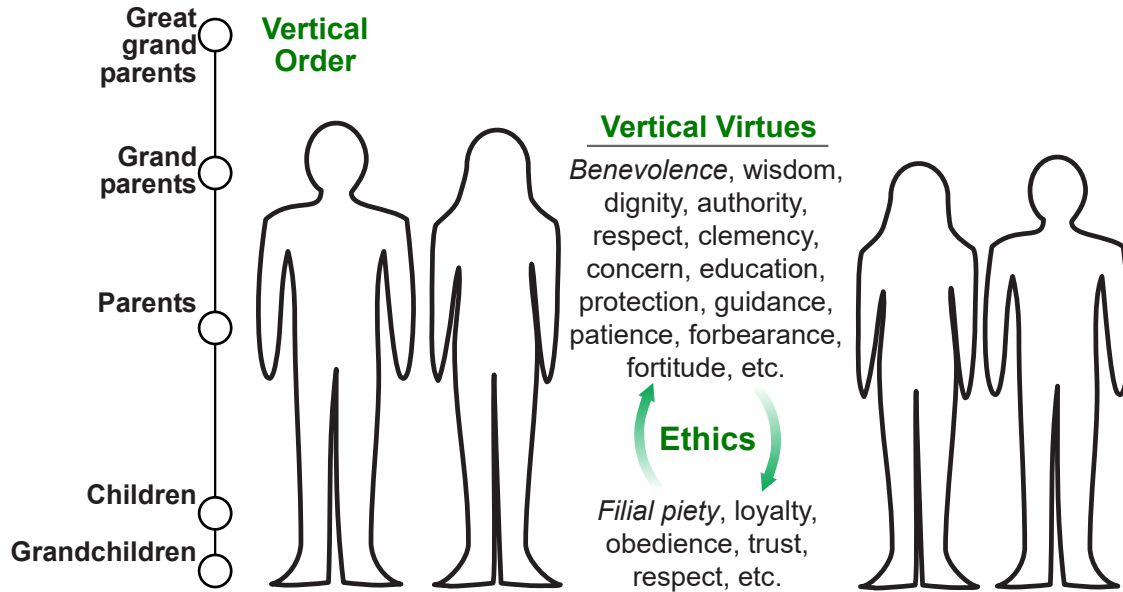 Great
grand
parents
Vertical
Order
Grand
parents
Parents
Children
Grandchildren
Vertical Virtues
Benevolence, wisdom,
dignity, authority,
respect, clemency,
concern, education,
protection, guidance,
patience, forbearance,
fortitude, etc.
Ethics
Filial piety, loyalty,
obedience, trust,
respect, etc.